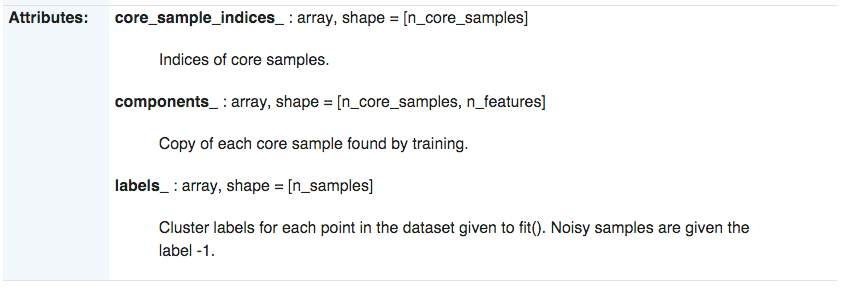 Attributes: core_sample_indices_ : array, shape = [n_core_samples]
Indices of core samples.
components_ : array, shape = [n_core_samples, n_features]
Copy of each core sample found by training.
labels_ : array, shape = [n_samples]
Cluster labels for each point in the dataset given to fit(). Noisy samples are given the
label -1.